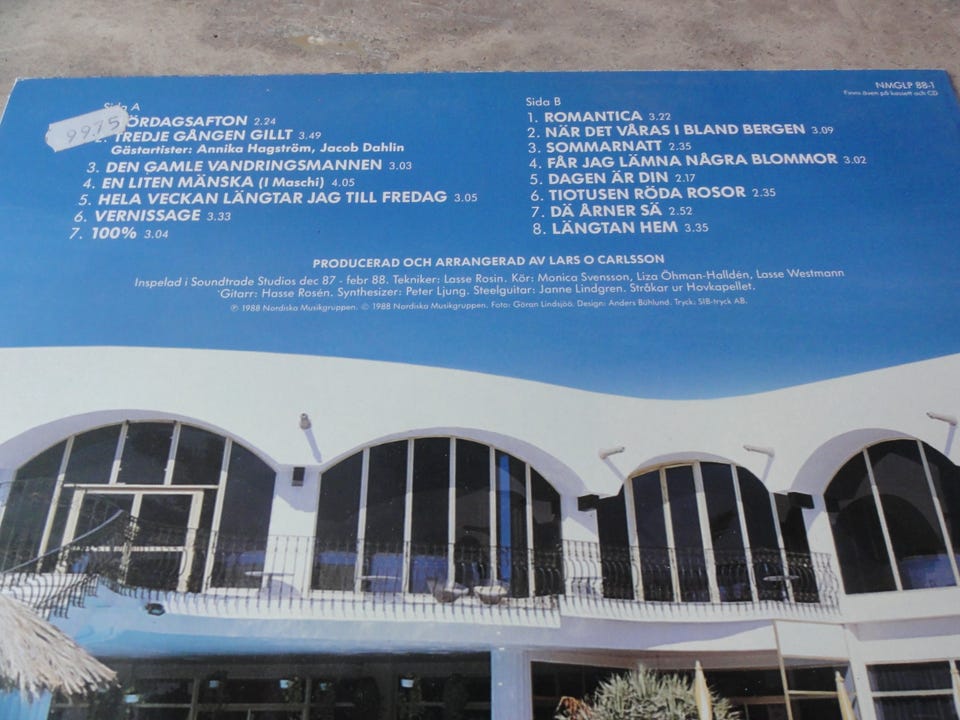 Sida A
99.75
ÖRDAGSAFTON 2.24
2. TREDJE GÅNGEN GILLT 3.49
Gästartister: Annika Hagström, Jacob Dahlin
3. DEN GAMLE VANDRINGSMANNEN 3.03
4. EN LITEN MÄNSKA (I Maschi) 4.05
5. HELA VECKAN LÄNGTAR JAG TILL FREDAG 3.05
6. VERNISSAGE 3.33
7. 100% 3.04
NMGLP 88-1
Finns även på kassett och CD
Sida B
1. ROMANTICA 3.22
2. NÄR DET VÅRAS I BLAND BERGEN 3.09
3. SOMMARNATT 2.35
4. FÅR JAG LÄMNA NÅGRA BLOMMOR 3.02
5. DAGEN ÄR DIN 2.17
6. TIOTUSEN RÖDA ROSOR 2.35
7. DÄ ÅRNER SÄ 2.52
8. LÄNGTAN HEM 3.35
PRODUCERAD OCH ARRANGERAD AV LARS O CARLSSON
Inspelad i Soundtrade Studios dec 87 - febr 88. Tekniker: Lasse Rosin. Kör: Monica Svensson, Liza Öhman-Halldén, Lasse Westmann
Gitarr: Hasse Rosén. Synthesizer: Peter Ljung. Steelguitar: Janne Lindgren. Stråkar ur Hovkapellet.
℗ 1988 Nordiska Musikgruppen. © 1988 Nordiska Musikgruppen. Foto: Göran Lindsjöö. Design: Anders Bühlund. Tryck: SIB-tryck AB.